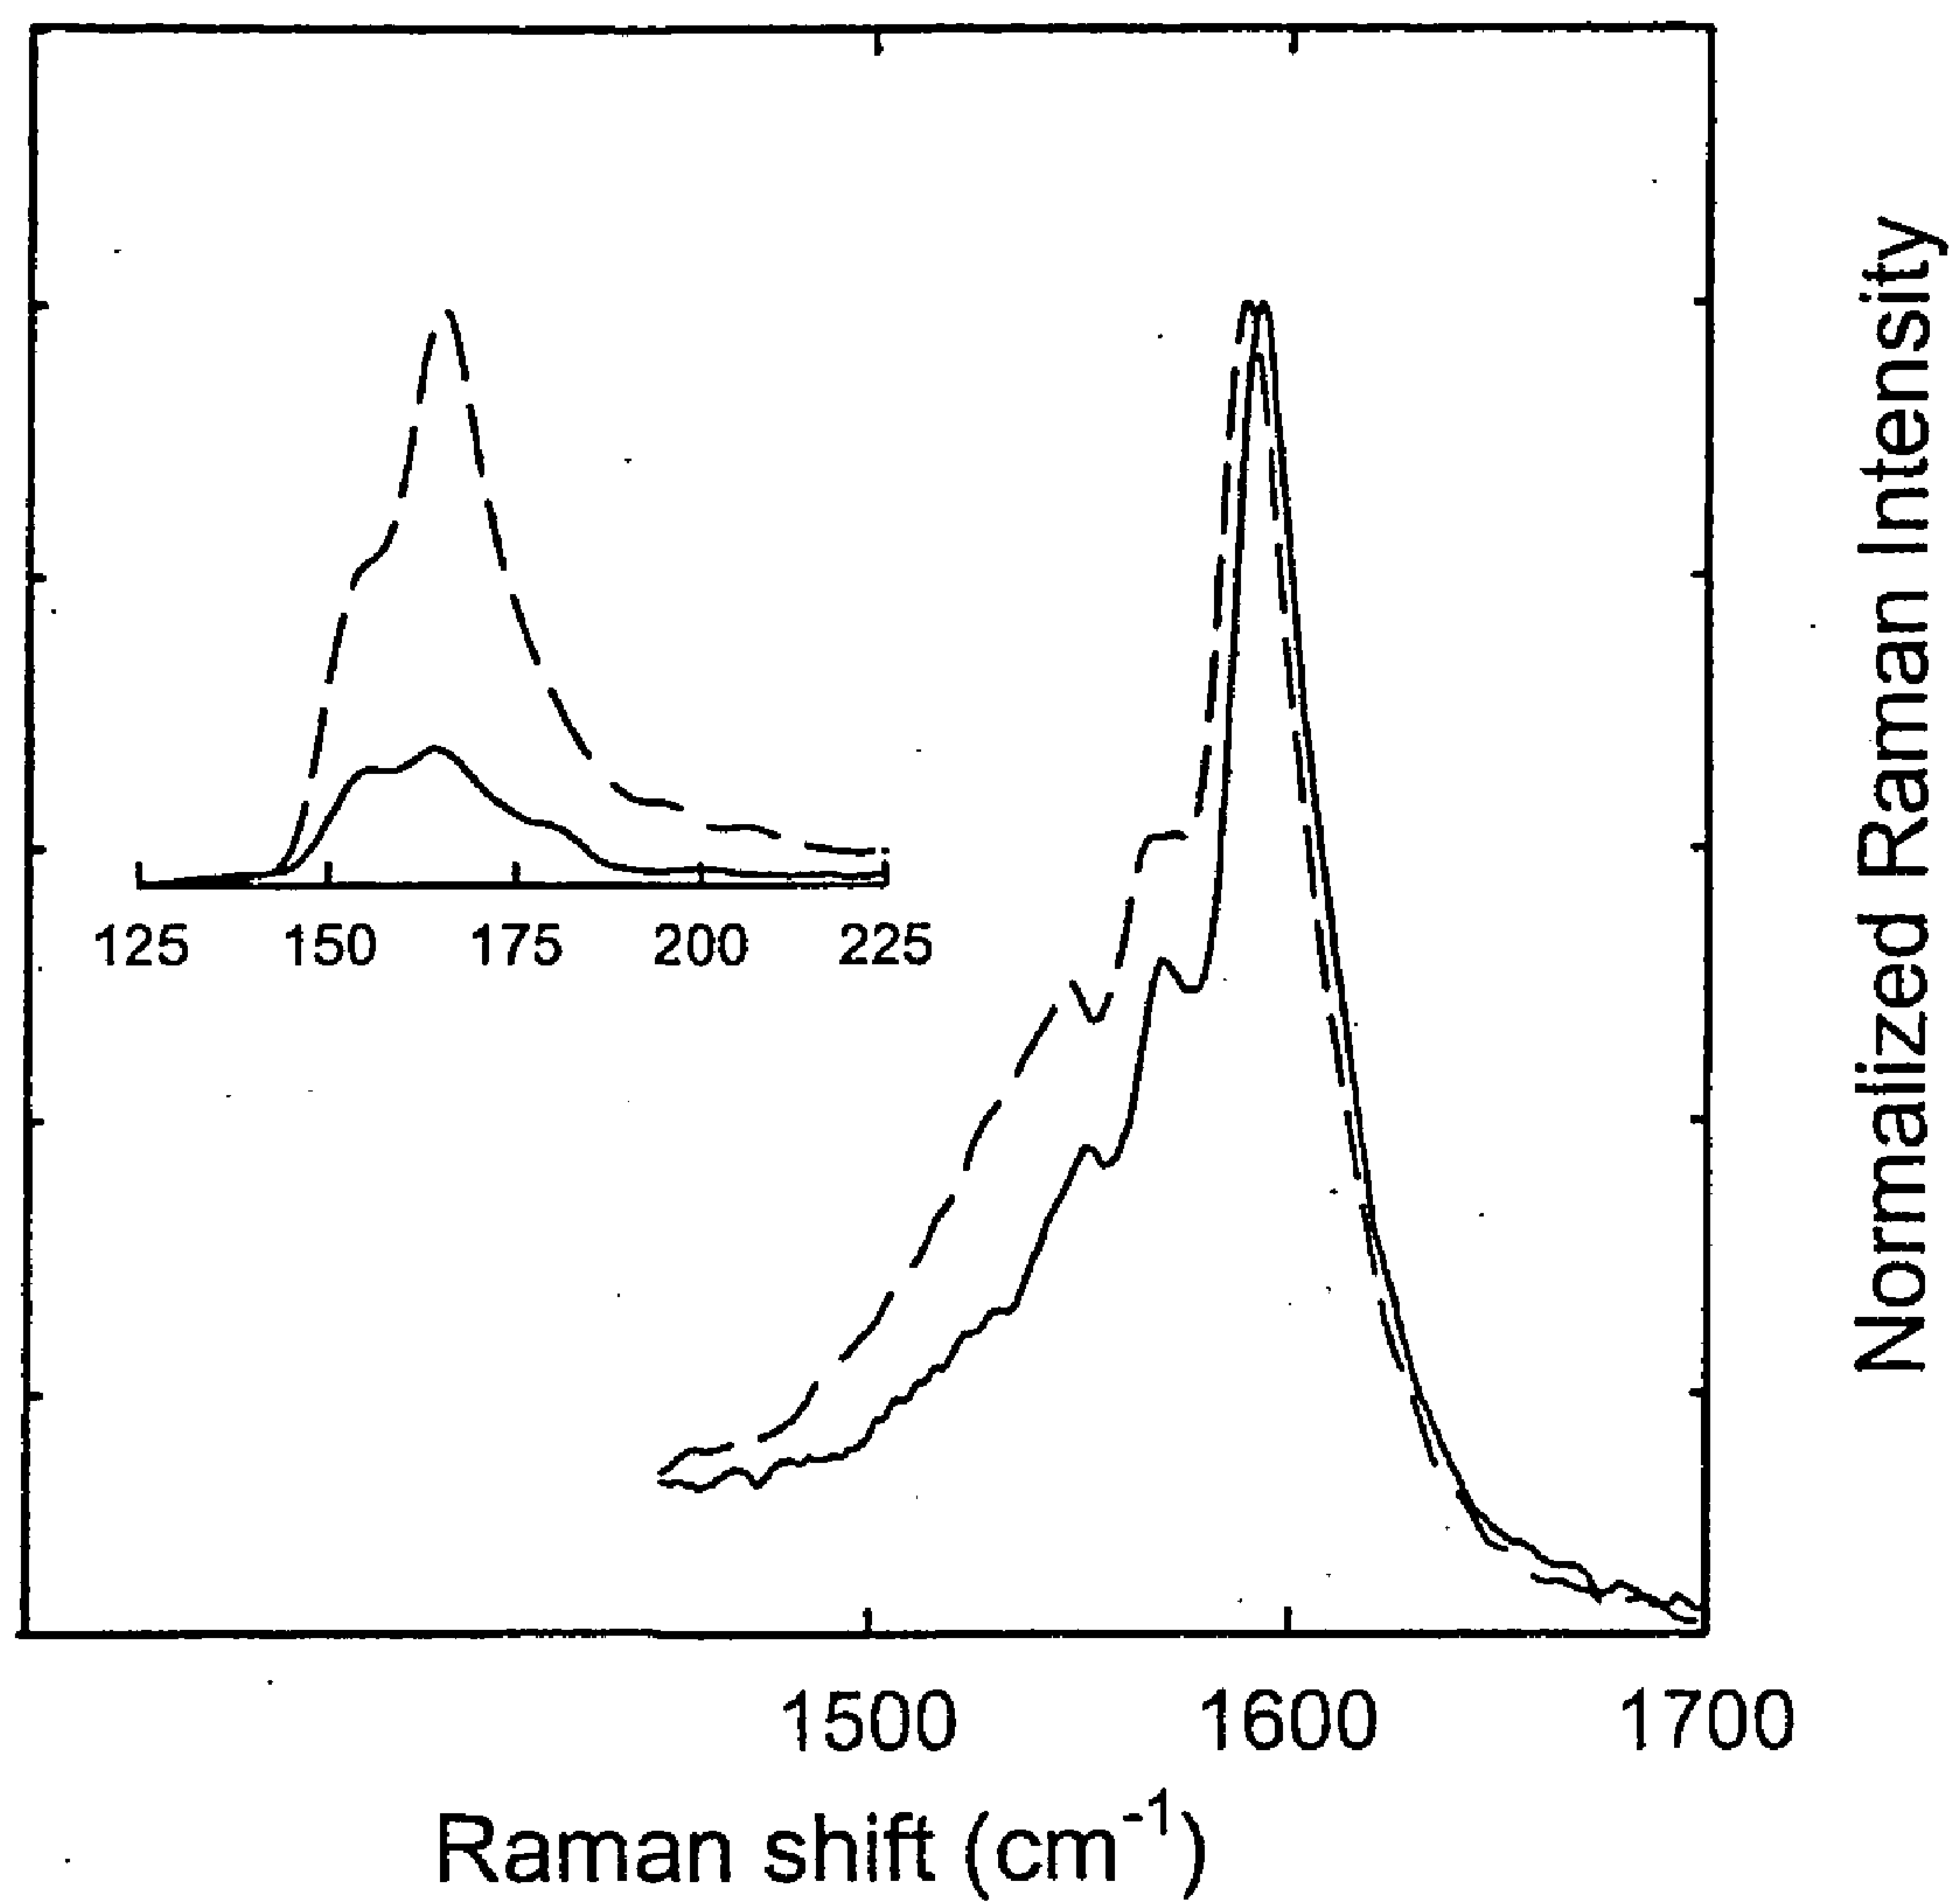 125 150 175 200 225
1500 1600 1700
Raman shift (cm-1)
Normalized Raman Intensity